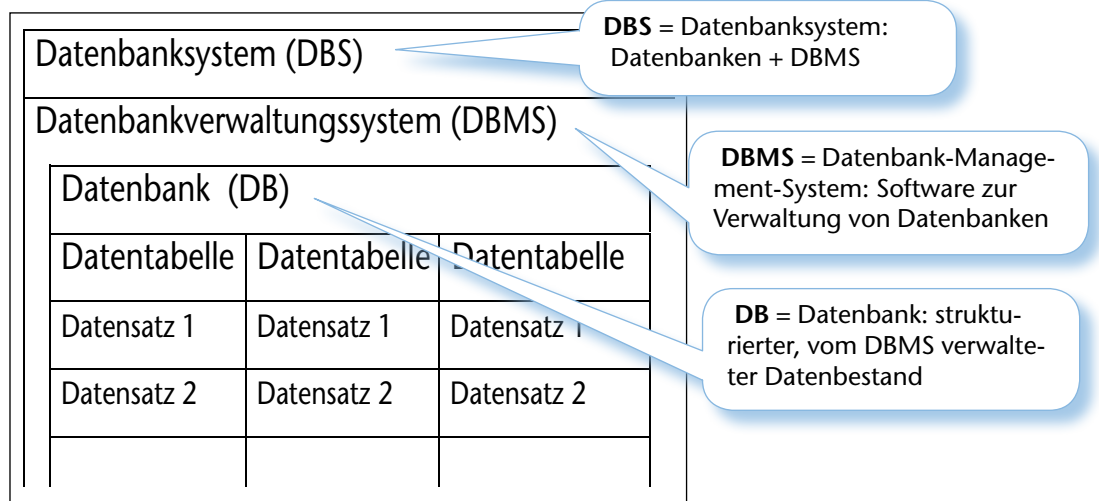 Datenbanksystem (DBS)
DBS = Datenbanksystem:
Datenbanken + DBMS
Datenbankverwaltungssystem (DBMS)
DBMS = Datenbank-Manage-
ment-System: Software zur
Verwaltung von Datenbanken
Datenbank (DB)
Datentabelle Datentabelle Datentabelle
DB = Datenbank: struktu-
rierter, vom DBMS verwalte-
ter Datenbestand
Datensatz 1 Datensatz 1 Datensatz 1
Datensatz 2 Datensatz 2 Datensatz 2